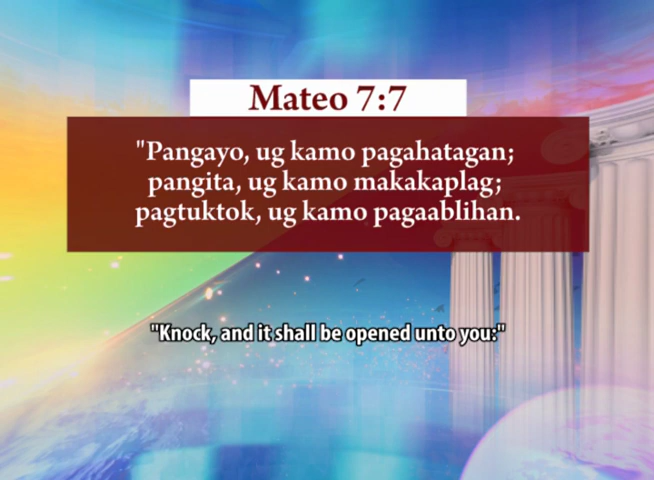 Mateo 7:7
"Pangayo, ug kamo pagahatagan;
pangita, ug kamo makakaplag;
pagtuktok, ug kamo pagaablihan.
"Knock, and it shall be opened unto you:"